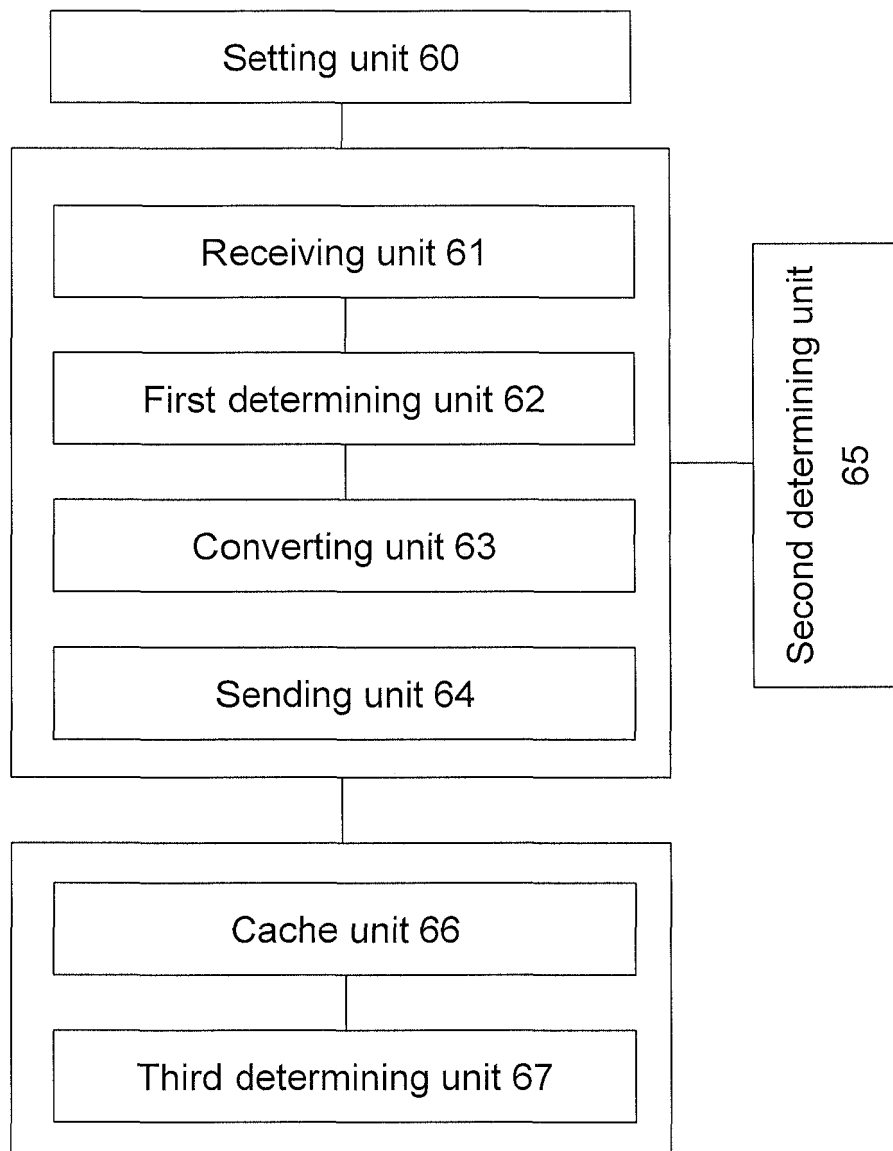 Setting unit 60
Receiving unit 61
First determining unit 62
Converting unit 63
Sending unit 64
Second determining unit
65
Cache unit 66
Third determining unit 67